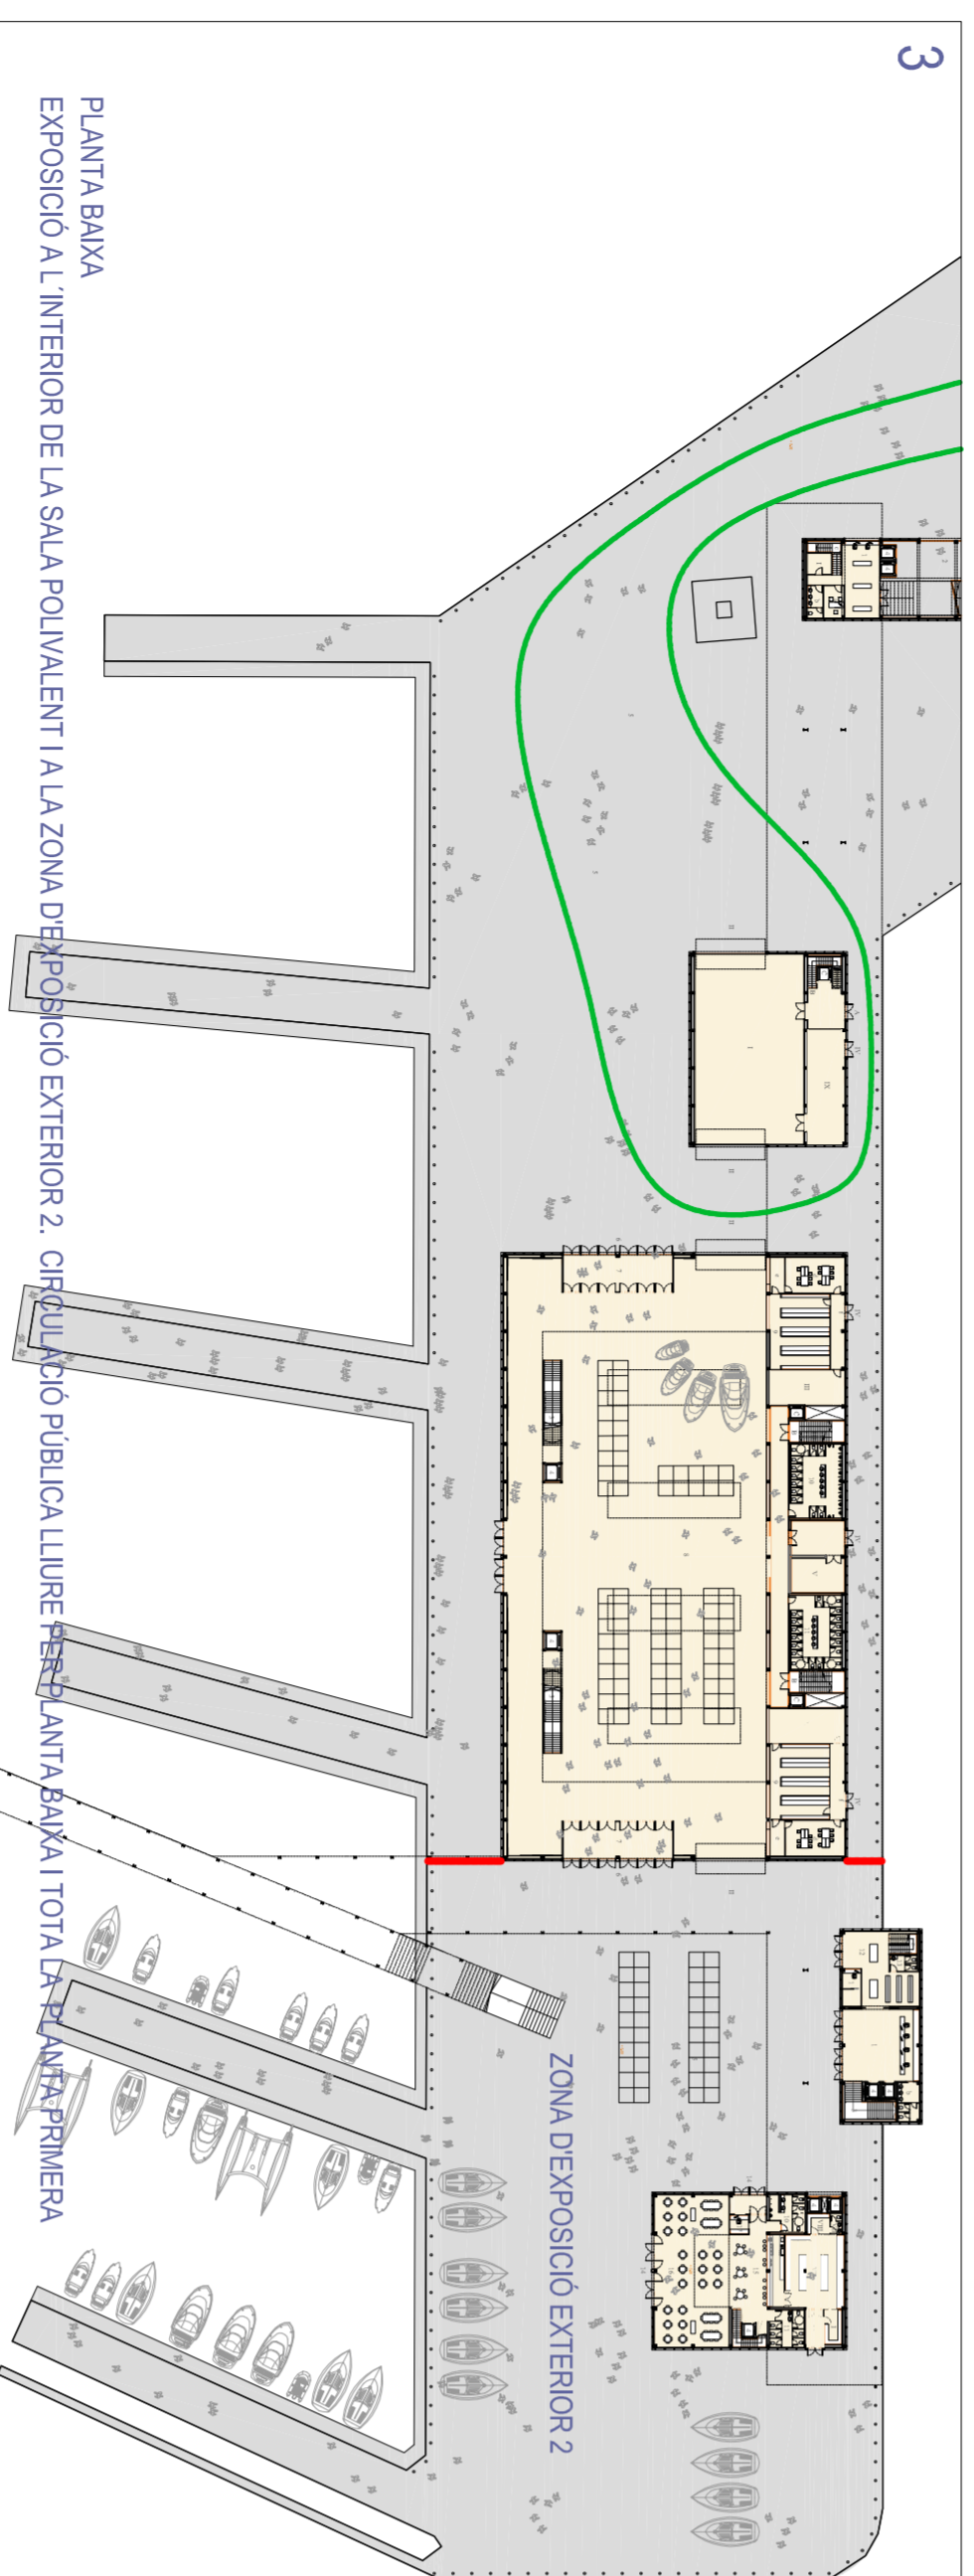 3
PLANTA BAIXA
EXPOSICIÓ A L´INTERIOR DE LA SALA POLIVALENT I A LA ZONA D'EXPOSICIÓ EXTERIOR 2. CIRCULACIÓ PÚBLICA LLIURE PER PLANTA BAIXA I TOTA LA PLANTA PRIMERA
ZONA D'EXPOSICIÓ EXTERIOR 2